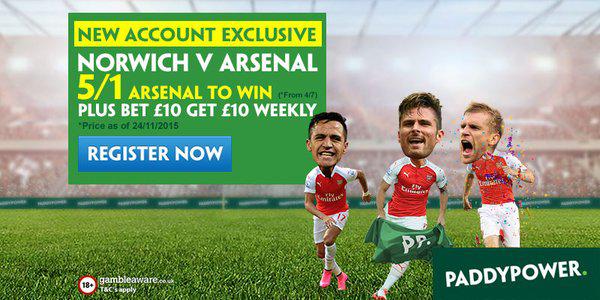 NEW ACCOUNT EXCLUSIVE
NORWICH V ARSENAL
5/1 ARSENAL TO WIN (*From 4/7)
PLUS BET £10 GET £10 WEEKLY
*Price as of 24/11/2015
REGISTER NOW
Fly Emirates
Fly Emirates
Fly Emirates
17
PP.
18+ gambleaware.co.uk
T&C's apply
PADDYPOWER.